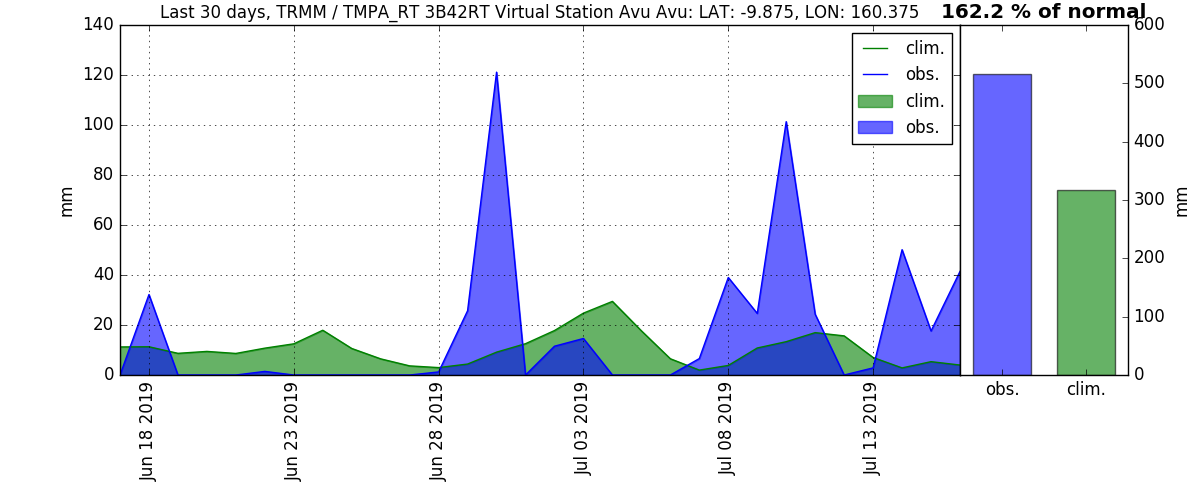 Last 30 days, TRMM / TMPA_RT 3B42RT Virtual Station Avu Avu: LAT: -9.875, LON: 160.375
162.2 % of normal
mm
140
120
100
80
60
40
20
0
Jun 18 2019
Jun 23 2019
Jun 28 2019
Jul 03 2019
Jul 08 2019
Jul 13 2019
clim.
obs.
clim.
obs.
600
500
400
300
200
100
0
mm
obs.
clim.